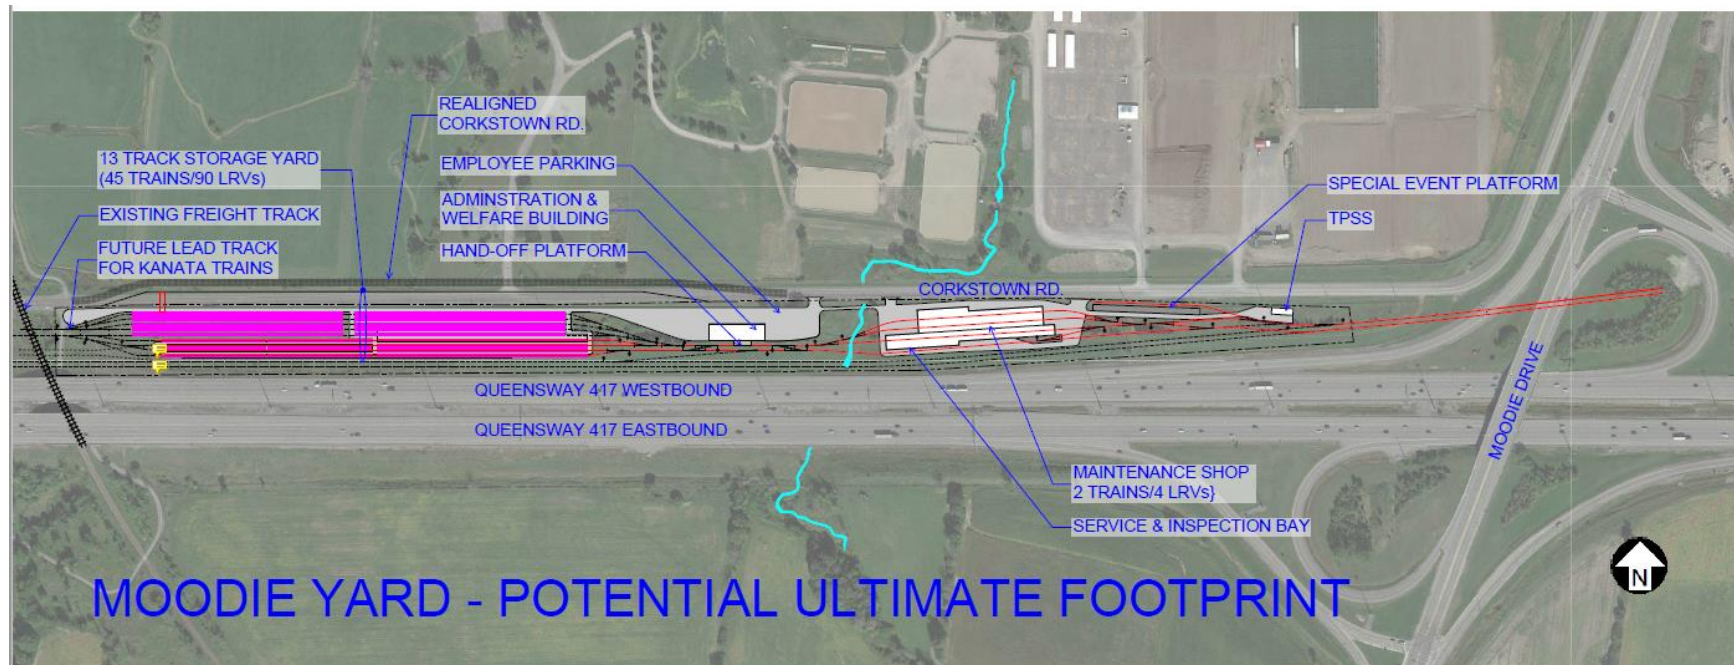 REALIGNED
CORKSTOWN RD.
13 TRACK STORAGE YARD
(45 TRAINS/90 LRVs)
EMPLOYEE PARKING
EXISTING FREIGHT TRACK
ADMINSTRATION &
WELFARE BUILDING
FUTURE LEAD TRACK
FOR KANATA TRAINS
HAND-OFF PLATFORM
SPECIAL EVENT PLATFORM
TPSS
CORKSTOWN RD.
QUEENSWAY 417 WESTBOUND
QUEENSWAY 417 EASTBOUND
MOODIE DRIVE
MAINTENANCE SHOP
2 TRAINS/4 LRVs}
SERVICE & INSPECTION BAY
MOODIE YARD - POTENTIAL ULTIMATE FOOTPRINT
N